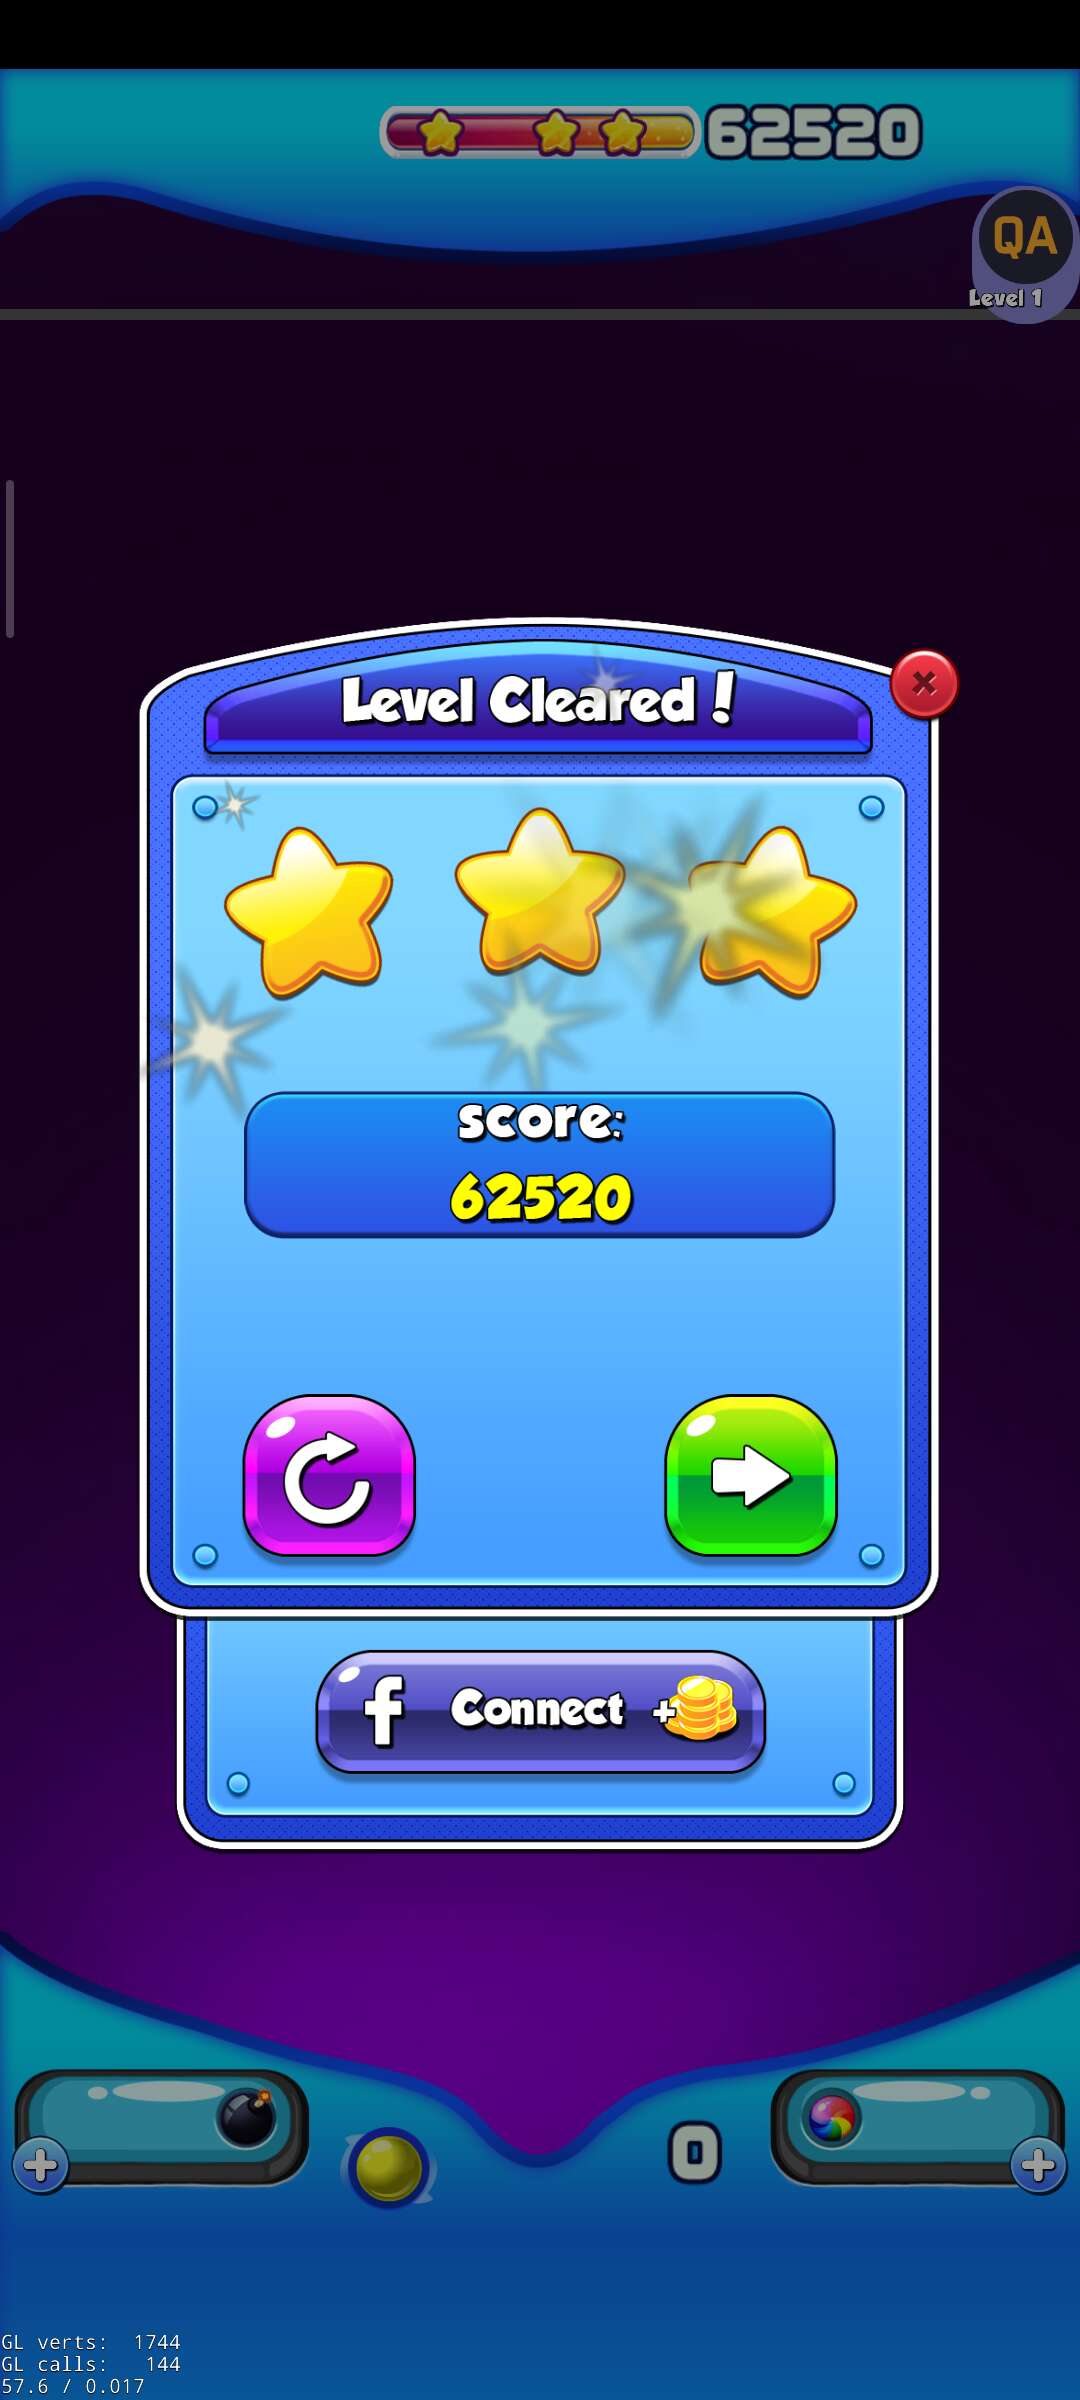 62520
QA
Level 1
Level Cleared!
score:
62520
f Connect +
0
GL verts: 1744
GL calls: 144
57.6 / 0.017